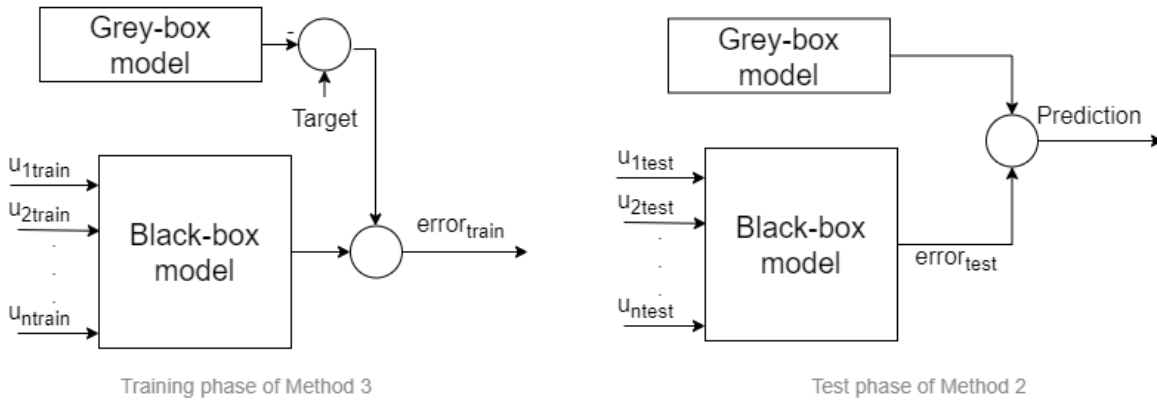 Grey-box
model
-
Target
u1train
u2train
.
.
.
untrain
Black-box
model
errortrain
Training phase of Method 3
Grey-box
model
Prediction
u1test
u2test
.
.
.
untest
Black-box
model
errortest
Test phase of Method 2